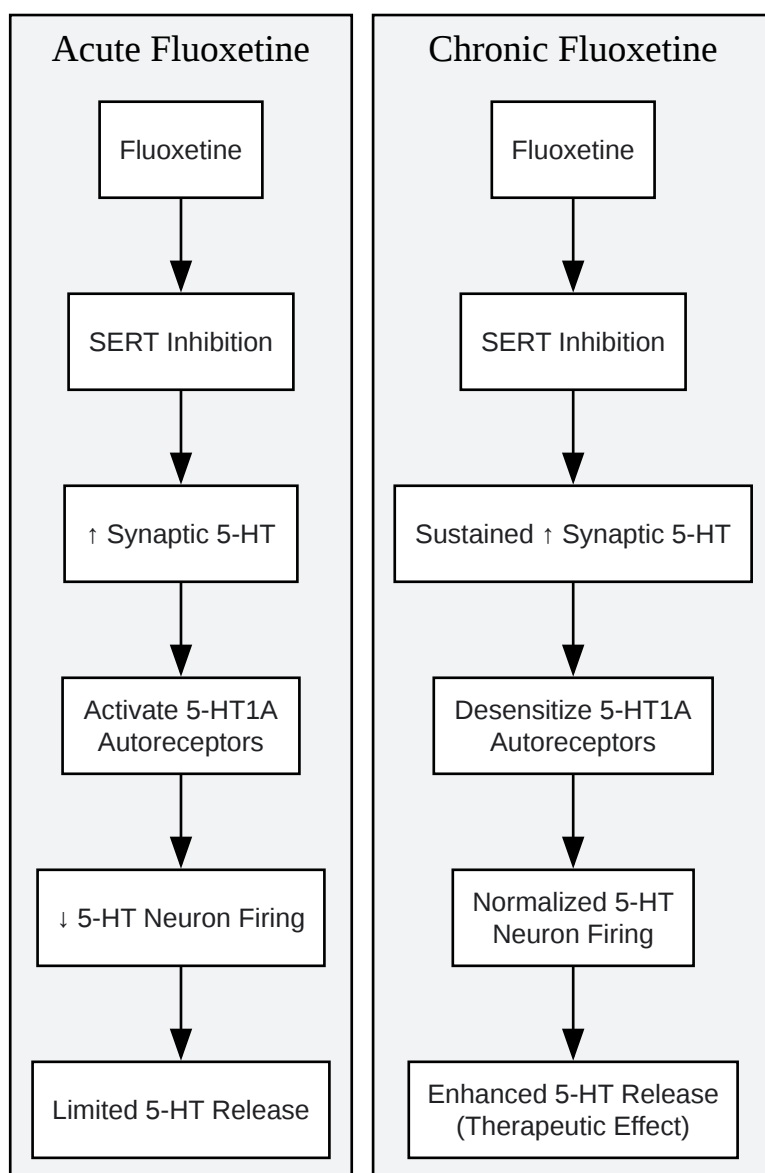 Acute Fluoxetine
Fluoxetine
SERT Inhibition
↑ Synaptic 5-HT
Activate 5-HT1A
Autoreceptors
↓ 5-HT Neuron Firing
Limited 5-HT Release
Chronic Fluoxetine
Fluoxetine
SERT Inhibition
Sustained ↑ Synaptic 5-HT
Desensitize 5-HT1A
Autoreceptors
Normalized 5-HT
Neuron Firing
Enhanced 5-HT Release
(Therapeutic Effect)